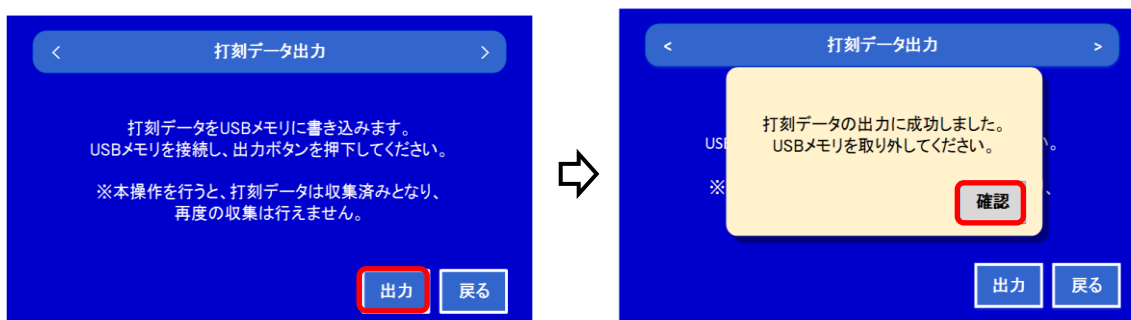 < 打刻データ出力 >
打刻データをUSBメモリに書き込みます。
USBメモリを接続し、出力ボタンを押下してください。
※本操作を行うと、打刻データは収集済みとなり、
再度の収集は行えません。
出力 戻る
< 打刻データ出力 >
打刻データの出力に成功しました。
USBメモリを取り外してください。
US い。
※ 、
確認
出力 戻る